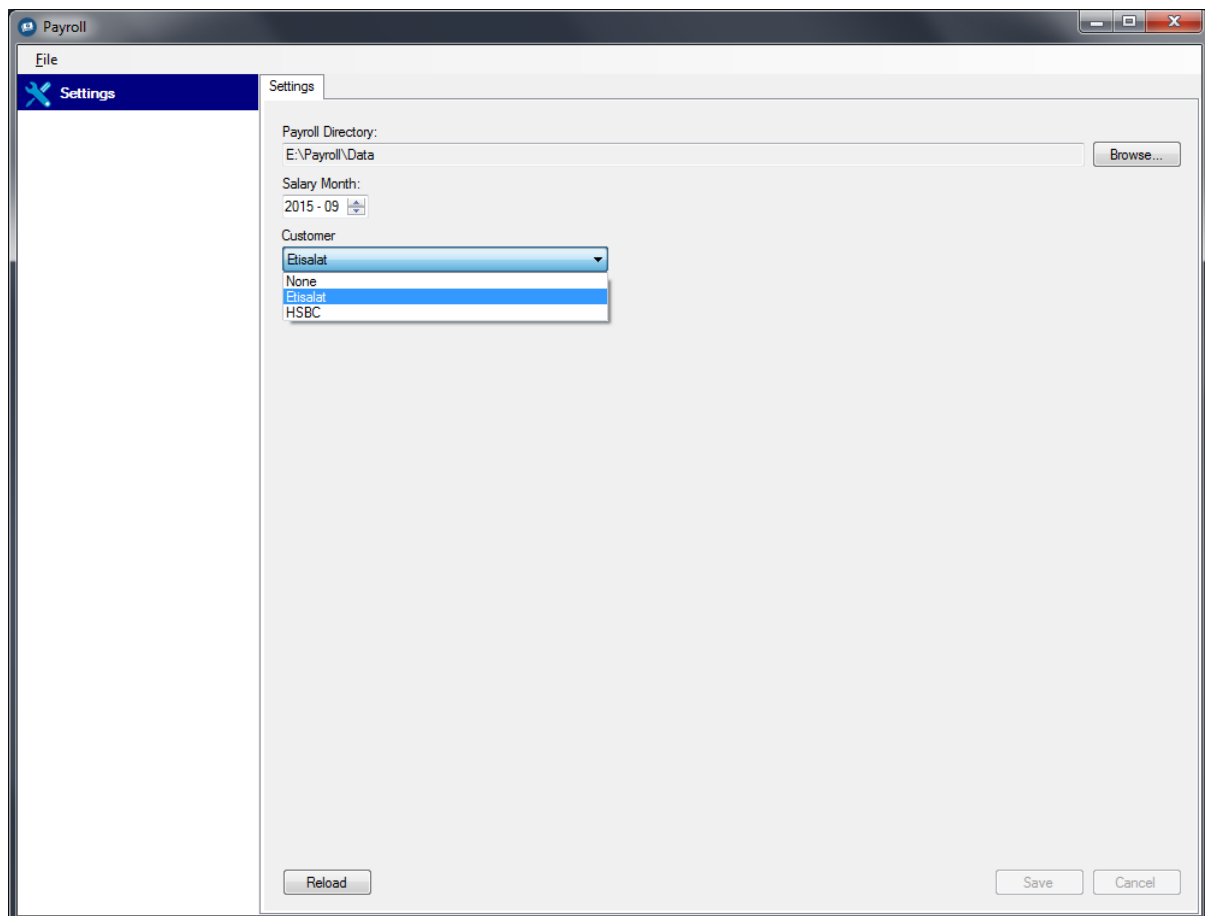 Payroll
File
Settings
Settings
Payroll Directory:
E:\Payroll\Data
Browse...
Salary Month:
2015 - 09
Customer
Etisalat
None
Etisalat
HSBC
Reload
Save
Cancel